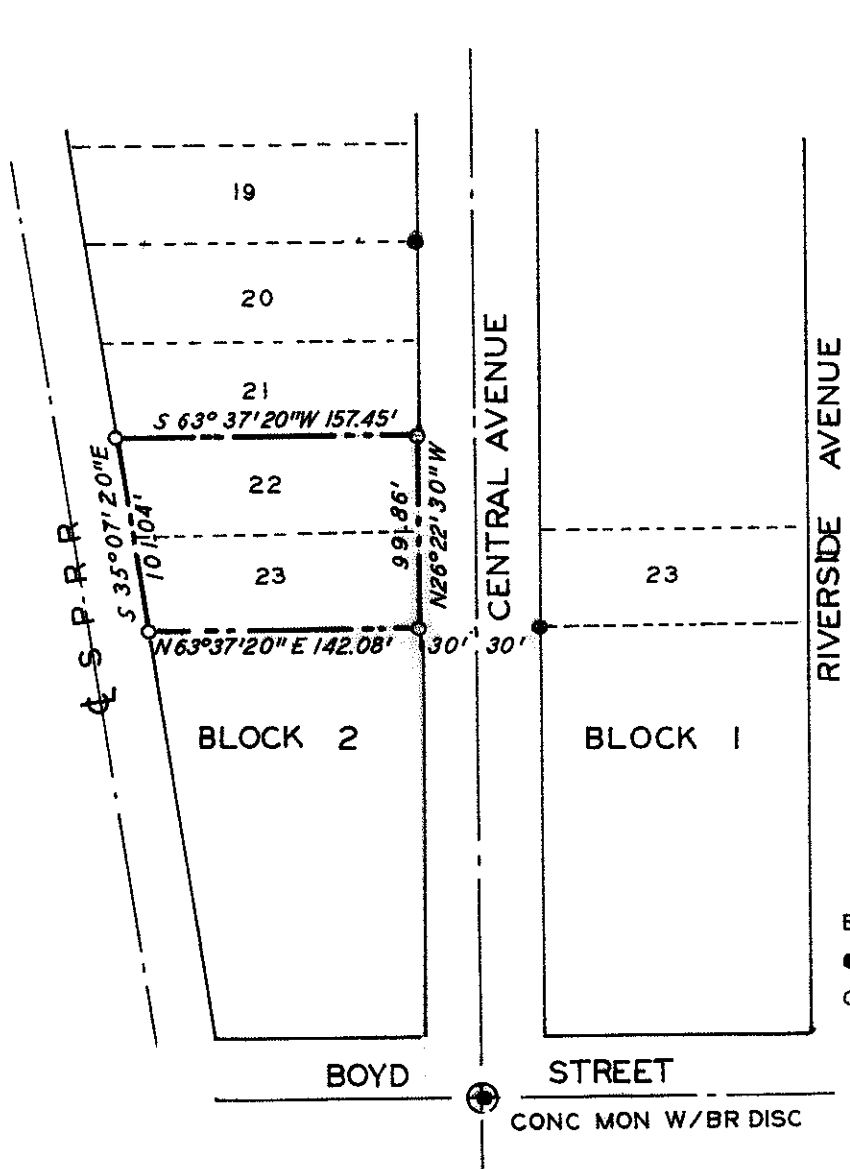 19
20
21
S 63° 37'20"W 157.45'
22
23
N 63°37'20" E 142.08'
S 35°07'20"E
101.04'
99.86'
N26°22'30"W
30'
30'
CENTRAL AVENUE
23
RIVERSIDE AVENUE
℄ S P R R
BLOCK 2
BLOCK 1
BOYD STREET
CONC MON W/BR DISC